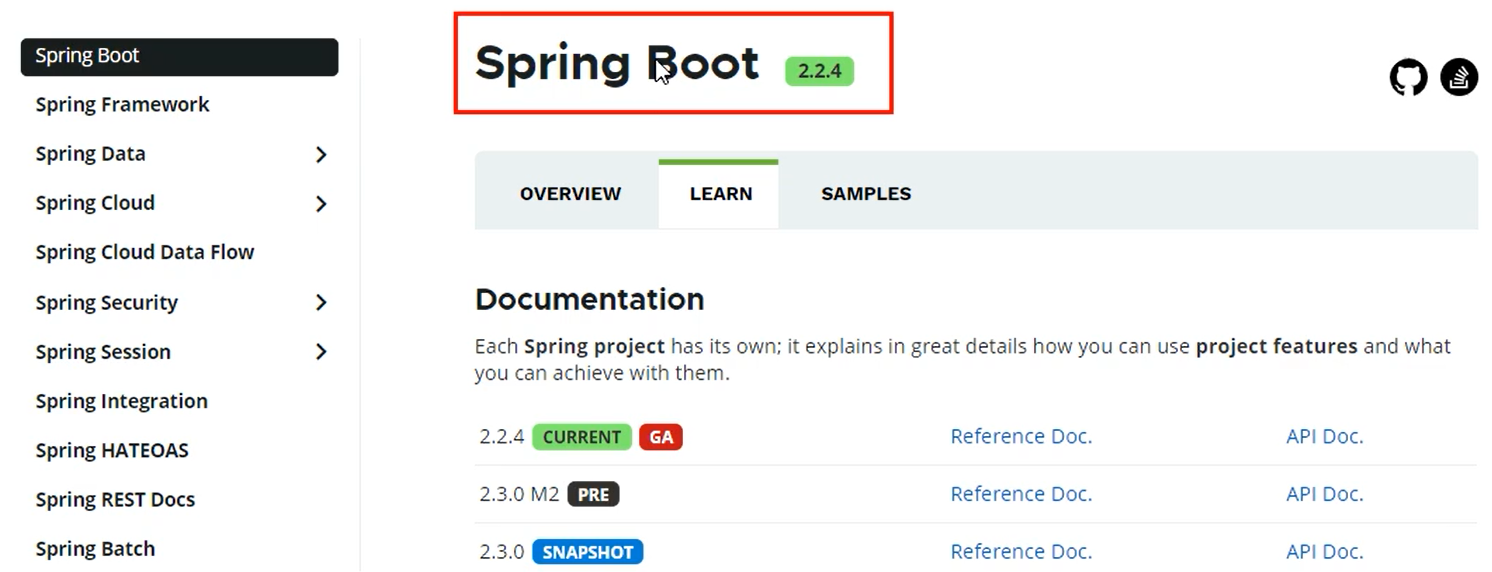 Spring Boot
Spring Framework
Spring Data
Spring Cloud
Spring Cloud Data Flow
Spring Security
Spring Session
Spring Integration
Spring HATEOAS
Spring REST Docs
Spring Batch
Spring Boot 2.2.4
OVERVIEW LEARN SAMPLES
Documentation
Each Spring project has its own; it explains in great details how you can use project features and what
you can achieve with them.
2.2.4 CURRENT GA Reference Doc. API Doc.
2.3.0 M2 PRE Reference Doc. API Doc.
2.3.0 SNAPSHOT Reference Doc. API Doc.